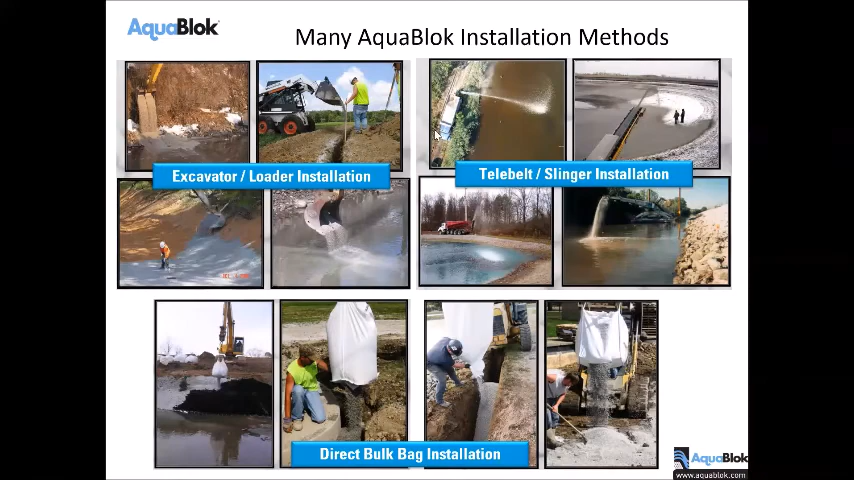 AquaBlok
Many AquaBlok Installation Methods
Excavator / Loader Installation
Telebelt / Slinger Installation
Direct Bulk Bag Installation
AquaBlok
www.aquablok.com